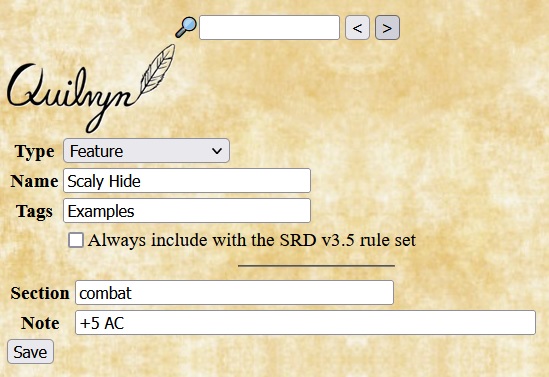 < >
Quilvyn
Type Feature
Name Scaly Hide
Tags Examples
Always include with the SRD v3.5 rule set
Section combat
Note +5 AC
Save